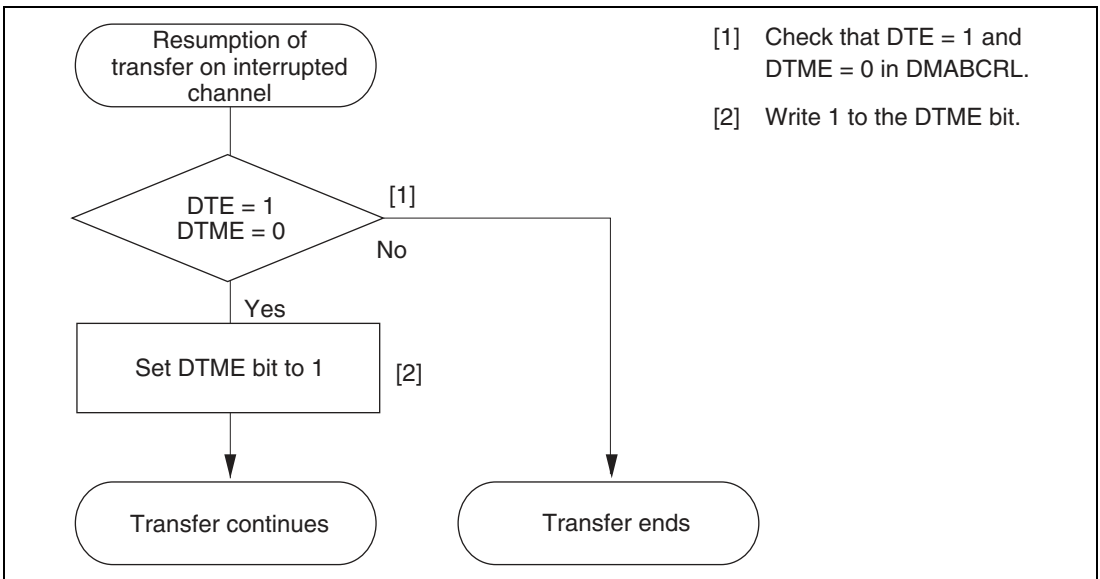 Resumption of
transfer on interrupted
channel
DTE = 1
DTME = 0
[1]
No
Yes
Set DTME bit to 1
[2]
Transfer continues
Transfer ends
[1] Check that DTE = 1 and
DTME = 0 in DMABCRL.
[2] Write 1 to the DTME bit.